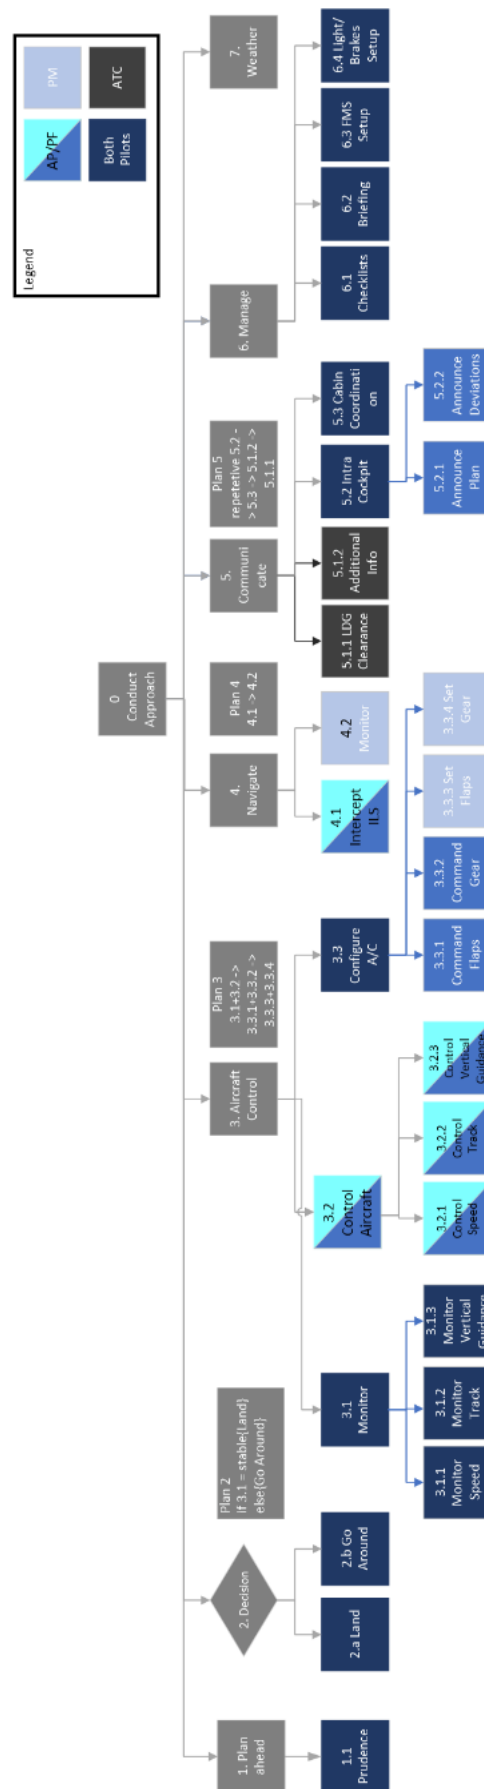 Legend
AP/PF
PM
Both
Pilots
ATC
0
Conduct
Approach
1. Plan
ahead
2. Decision
Plan 2
if 3.1 = stable{Land}
else{Go Around}
3. Aircraft
Control
Plan 3
3.1+3.2 ->
3.3.1+3.3.2 ->
3.3.3+3.3.4
4.
Navigate
Plan 4
4.1 -> 4.2
5.
Communi
cate
Plan 5
repetetive 5.2 -
> 5.3 -> 5.1.2 ->
5.1.1
6. Manage
7.
Weather
1.1
Prudence
2.a Land
2.b Go
Around
3.1
Monitor
3.2
Control
Aircraft
3.3
Configure
A/C
4.1
Intercept
ILS
4.2
Monitor
5.1.1 LDG
Clearance
5.1.2
Additional
Info
5.2 Intra
Cockpit
5.3 Cabin
Coordinati
on
6.1
Checklists
6.2
Briefing
6.3 FMS
Setup
6.4 Light/
Brakes
Setup
3.1.1
Monitor
Speed
3.1.2
Monitor
Track
3.1.3
Monitor
Vertical
Guidance
3.2.1
Control
Speed
3.2.2
Control
Track
3.2.3
Control
Vertical
Guidance
3.3.1
Command
Flaps
3.3.2
Command
Gear
3.3.3 Set
Flaps
3.3.4 Set
Gear
5.2.1
Announce
Plan
5.2.2
Announce
Deviations